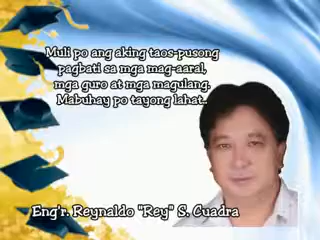 Muli po ang aking taos-pusong
pagbati sa mga mag-aaral,
mga guro at mga magulang.
Mabuhay po tayong lahat..
Eng'r. Reynaldo "Rey" S. Cuadra